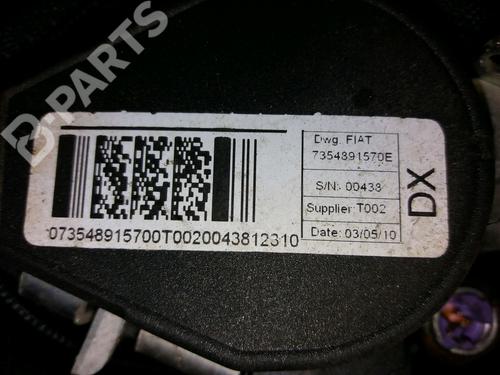 B-PARTS
Dwg. FIAT
7354891570E
S/N: 00438
Supplier T002
Date: 03/05/10
DX
073548915700T0020043812310